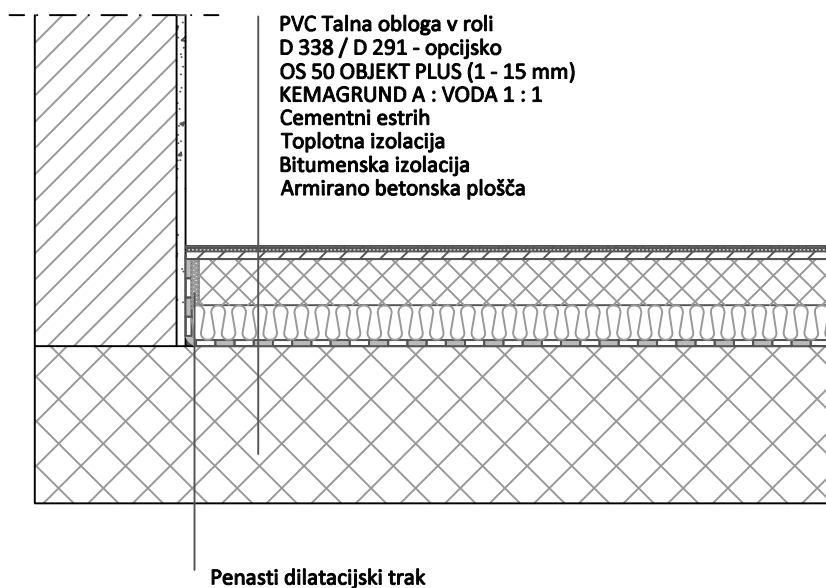 PVC Talna obloga v roli
D 338 / D 291 - opcijsko
OS 50 OBJEKT PLUS (1 - 15 mm)
KEMAGRUND A : VODA 1 : 1
Cementni estrih
Toplotna izolacija
Bitumenska izolacija
Armirano betonska plošča
Penasti dilatacijski trak